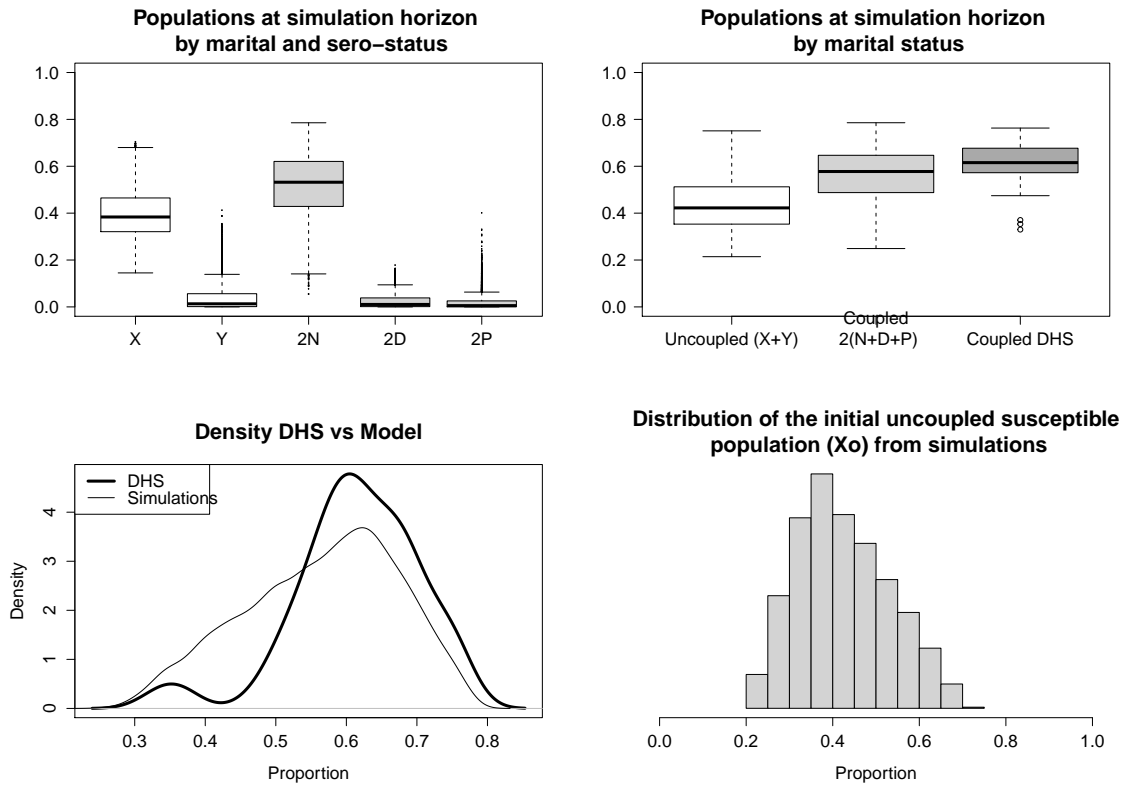 Populations at simulation horizon
by marital and sero−status
1.0
0.8
0.6
0.4
0.2
0.0
X Y 2N 2D 2P
Populations at simulation horizon
by marital status
1.0
0.8
0.6
0.4
0.2
0.0
Coupled
Uncoupled (X+Y) 2(N+D+P) Coupled DHS
Density DHS vs Model
DHS
Simulations
Density
4
3
2
1
0
0.3 0.4 0.5 0.6 0.7 0.8
Proportion
Distribution of the initial uncoupled susceptible
population (Xo) from simulations
0.0 0.2 0.4 0.6 0.8 1.0
Proportion